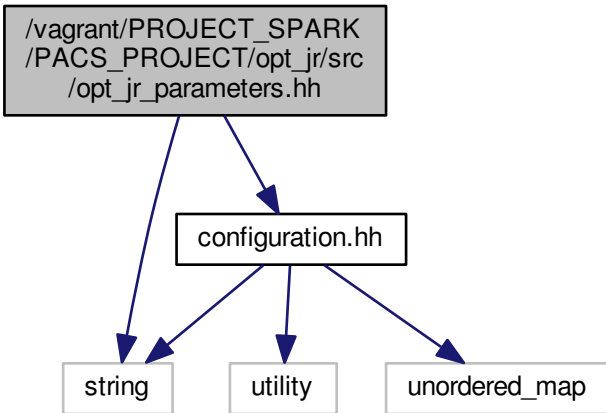 /vagrant/PROJECT_SPARK
/PACS_PROJECT/opt_jr/src
/opt_jr_parameters.hh
configuration.hh
string
utility
unordered_map